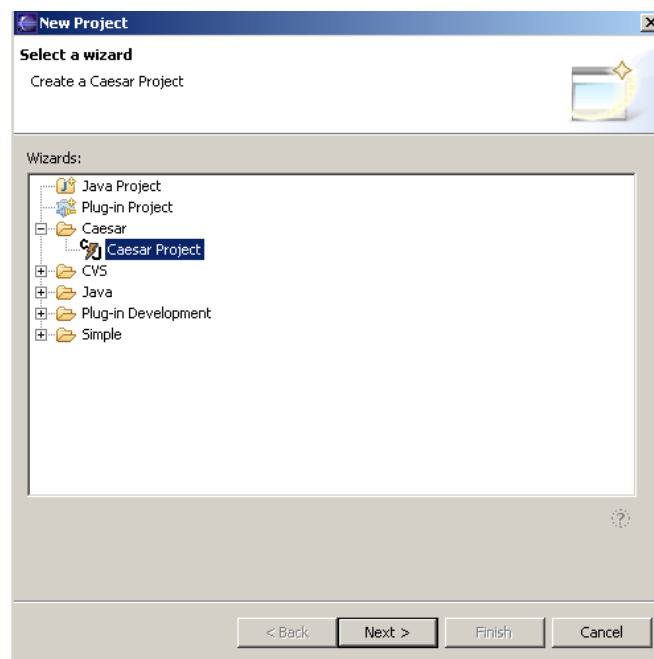 New Project
Select a wizard
Create a Caesar Project
Wizards:
Java Project
Plug-in Project
Caesar
Caesar Project
CVS
Java
Plug-in Development
Simple
< Back Next > Finish Cancel